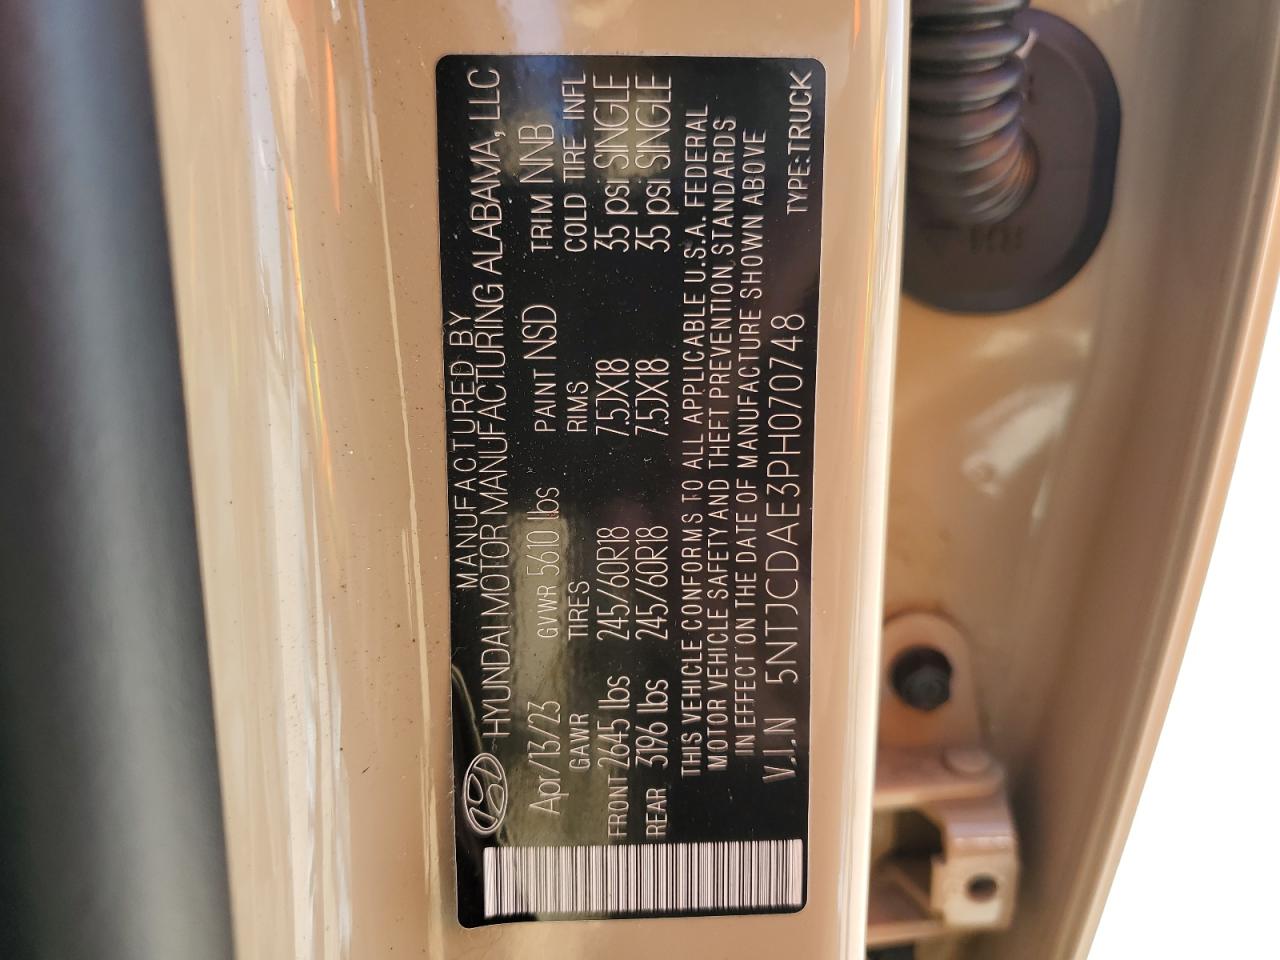 MANUFACTURED BY
HYUNDAI MOTOR MANUFACTURING ALABAMA, LLC
Apr/13/23 GVWR 5610 lbs PAINT NSD TRIM NNB
GAWR TIRES RIMS COLD TIRE INFL
FRONT 2645 lbs 245/60R18 7.5JX18 35 psi SINGLE
REAR 3196 lbs 245/60R18 7.5JX18 35 psi SINGLE
THIS VEHICLE CONFORMS TO ALL APPLICABLE U.S.A. FEDERAL
MOTOR VEHICLE SAFETY AND THEFT PREVENTION STANDARDS
IN EFFECT ON THE DATE OF MANUFACTURE SHOWN ABOVE
V.I.N 5NTJCDAE3PH070748 TYPE:TRUCK